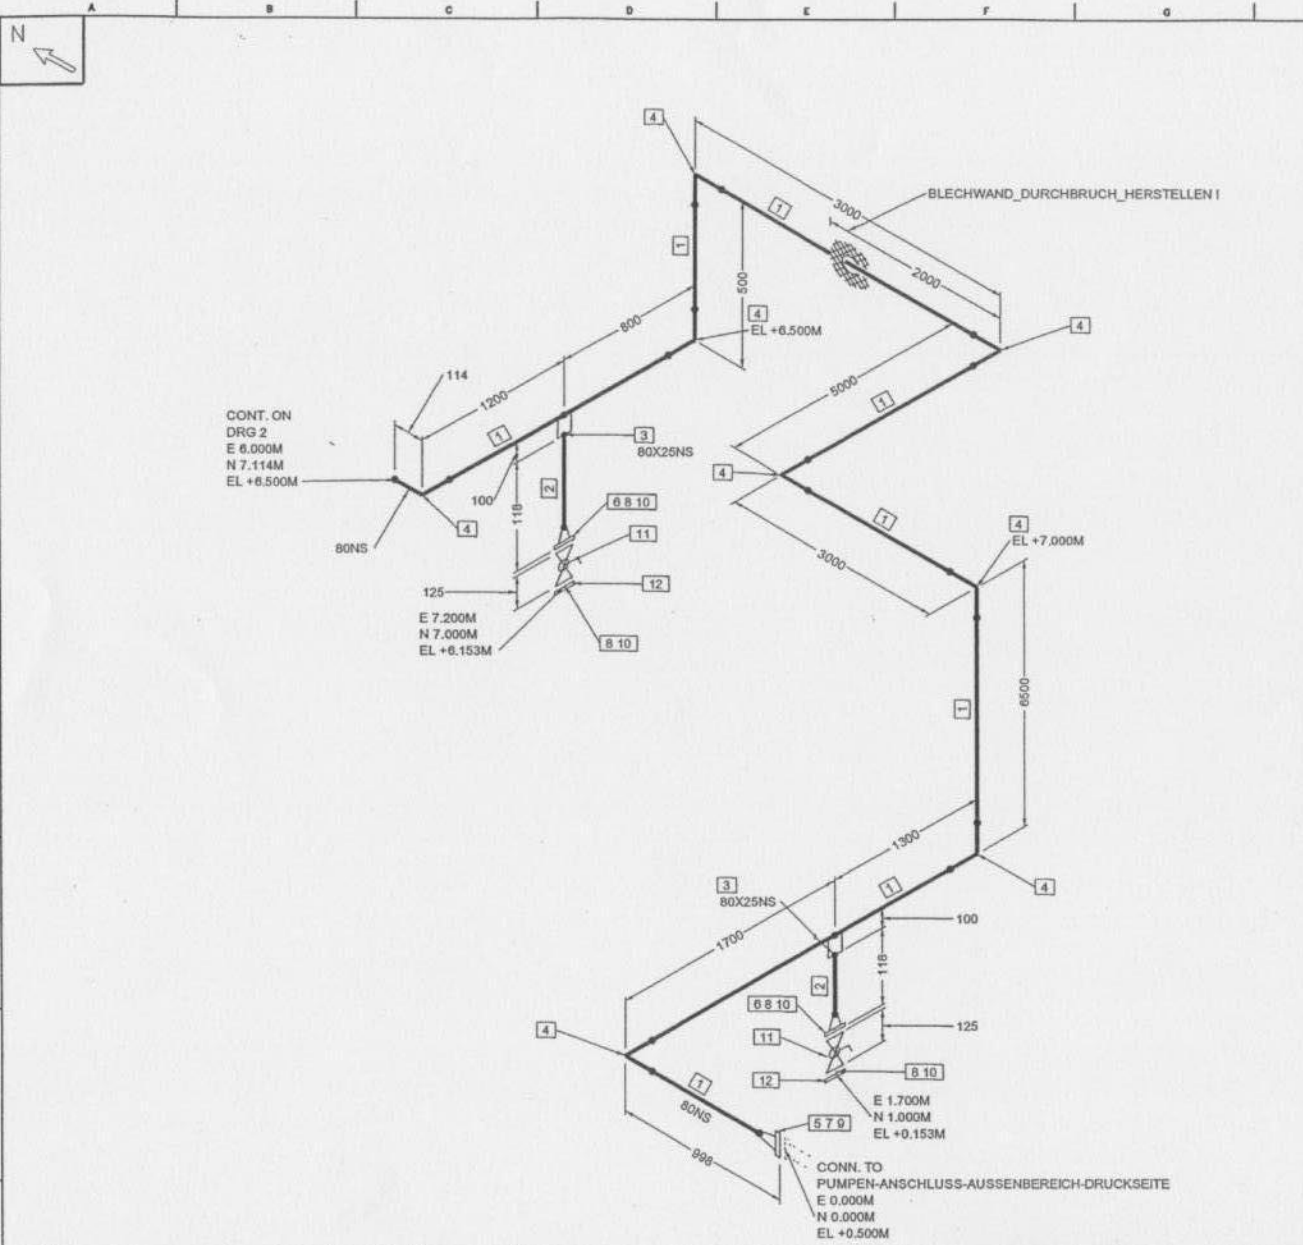 A B C D E F G
N
4
3000
BLECHWAND_DURCHBRUCH_HERSTELLEN !
1
1
2000
500
4
EL +6.500M
4
800
114
5000
1200
1
CONT. ON
DRG 2
E 6.000M
N 7.114M
EL +6.500M
1
3
80X25NS
4
100
2
6 8 10
118
4
1
4
EL +7.000M
80NS
11
3000
125
12
E 7.200M
N 7.000M
EL +6.153M
8 10
6500
1
1300
3
80X25NS
1
4
100
1700
118
2
6 8 10
4
11
125
12
8 10
1
80NS
E 1.700M
N 1.000M
EL +0.153M
5 7 9
998
CONN. TO
PUMPEN-ANSCHLUSS-AUSSENBEREICH-DRUCKSEITE
E 0.000M
N 0.000M
EL +0.500M